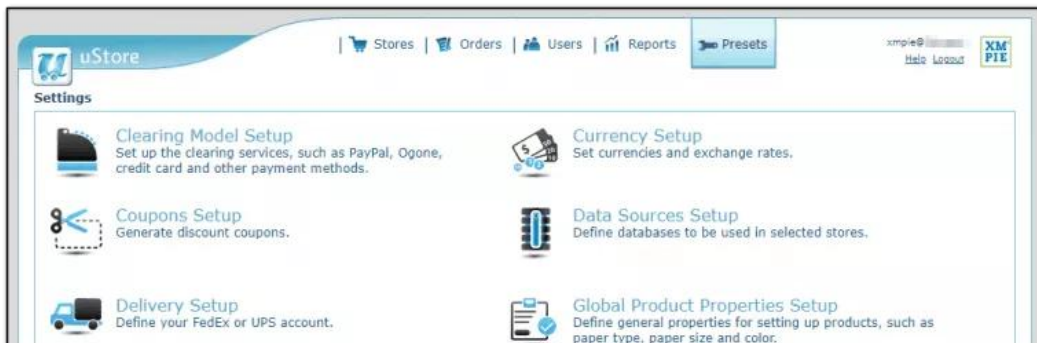 uStore
Stores | Orders | Users | Reports Presets
xmpie@
Help Logout
XM
PIE
Settings
Clearing Model Setup
Set up the clearing services, such as PayPal, Ogone,
credit card and other payment methods.
Currency Setup
Set currencies and exchange rates.
Coupons Setup
Generate discount coupons.
Data Sources Setup
Define databases to be used in selected stores.
Delivery Setup
Define your FedEx or UPS account.
Global Product Properties Setup
Define general properties for setting up products, such as
paper type, paper size and color.